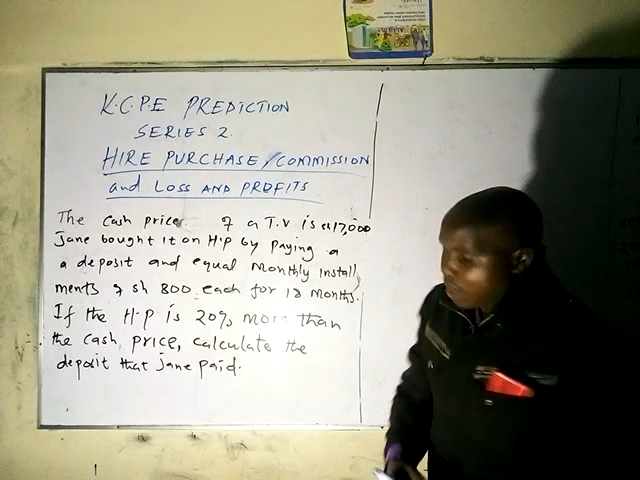 K.C.P.E PREDICTION
SERIES 2.
HIRE PURCHASE/COMMISSION
and LOSS AND PROFITS
The cash price of a T.V is sh17,000
Jane bought it on H.p by paying a
a deposit and equal monthly install
ments of sh 800 each for 18 months.
If the H-p is 20% more than
the cash price, calculate the
deposit that Jane paid.